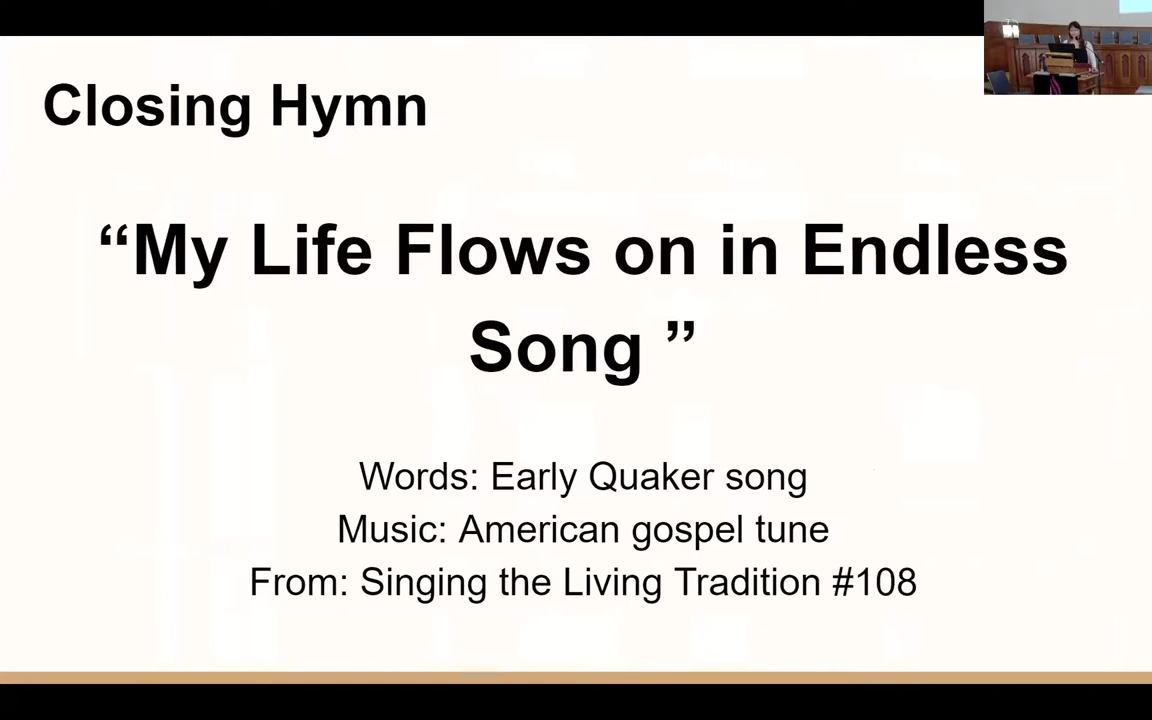 Closing Hymn
“My Life Flows on in Endless
Song ”
Words: Early Quaker song
Music: American gospel tune
From: Singing the Living Tradition #108